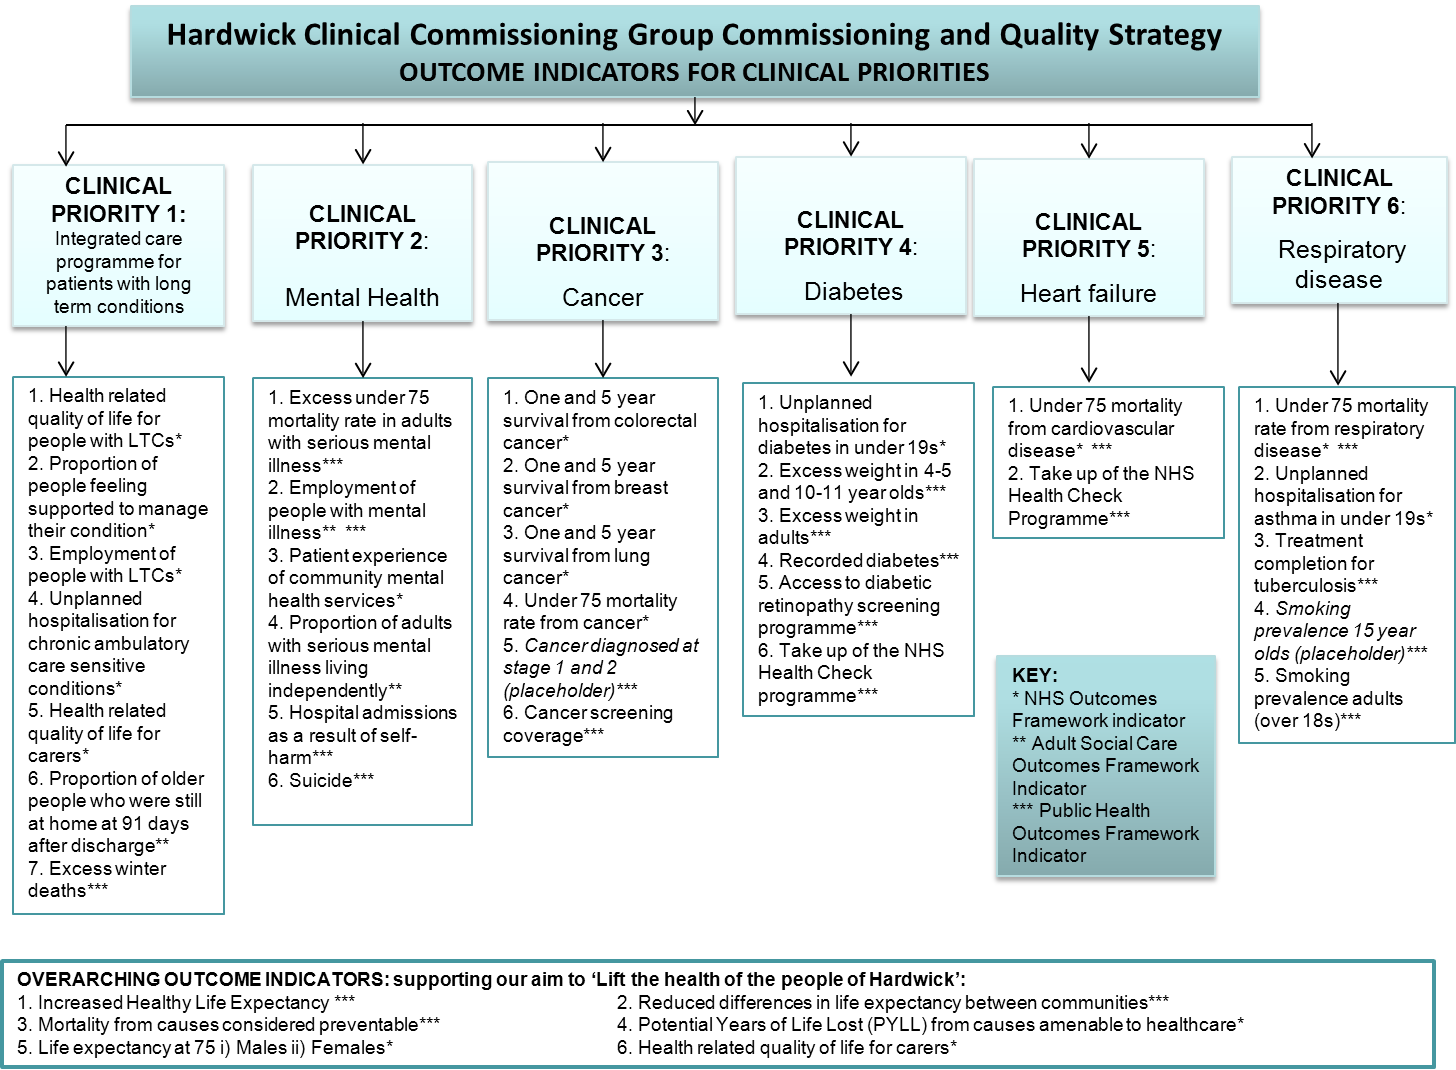 Hardwick Clinical Commissioning Group Commissioning and Quality Strategy
OUTCOME INDICATORS FOR CLINICAL PRIORITIES
CLINICAL
PRIORITY 1:
Integrated care
programme for
patients with long
term conditions
CLINICAL
PRIORITY 2:
Mental Health
CLINICAL
PRIORITY 3:
Cancer
CLINICAL
PRIORITY 4:
Diabetes
CLINICAL
PRIORITY 5:
Heart failure
CLINICAL
PRIORITY 6:
Respiratory
disease
1. Health related
quality of life for
people with LTCs*
2. Proportion of
people feeling
supported to manage
their condition*
3. Employment of
people with LTCs*
4. Unplanned
hospitalisation for
chronic ambulatory
care sensitive
conditions*
5. Health related
quality of life for
carers*
6. Proportion of older
people who were still
at home at 91 days
after discharge**
7. Excess winter
deaths***
1. Excess under 75
mortality rate in adults
with serious mental
illness***
2. Employment of
people with mental
illness** ***
3. Patient experience
of community mental
health services*
4. Proportion of adults
with serious mental
illness living
independently**
5. Hospital admissions
as a result of self-
harm***
6. Suicide***
1. One and 5 year
survival from colorectal
cancer*
2. One and 5 year
survival from breast
cancer*
3. One and 5 year
survival from lung
cancer*
4. Under 75 mortality
rate from cancer*
5. Cancer diagnosed at
stage 1 and 2
(placeholder)***
6. Cancer screening
coverage***
1. Unplanned
hospitalisation for
diabetes in under 19s*
2. Excess weight in 4-5
and 10-11 year olds***
3. Excess weight in
adults***
4. Recorded diabetes***
5. Access to diabetic
retinopathy screening
programme***
6. Take up of the NHS
Health Check
programme***
1. Under 75 mortality
from cardiovascular
disease* ***
2. Take up of the NHS
Health Check
Programme***
1. Under 75 mortality
rate from respiratory
disease* ***
2. Unplanned
hospitalisation for
asthma in under 19s*
3. Treatment
completion for
tuberculosis***
4. Smoking
prevalence 15 year
olds (placeholder)***
5. Smoking
prevalence adults
(over 18s)***
KEY:
* NHS Outcomes
Framework indicator
** Adult Social Care
Outcomes Framework
Indicator
*** Public Health
Outcomes Framework
Indicator
OVERARCHING OUTCOME INDICATORS: supporting our aim to ‘Lift the health of the people of Hardwick’:
1. Increased Healthy Life Expectancy ***
2. Reduced differences in life expectancy between communities***
3. Mortality from causes considered preventable***
4. Potential Years of Life Lost (PYLL) from causes amenable to healthcare*
5. Life expectancy at 75 i) Males ii) Females*
6. Health related quality of life for carers*